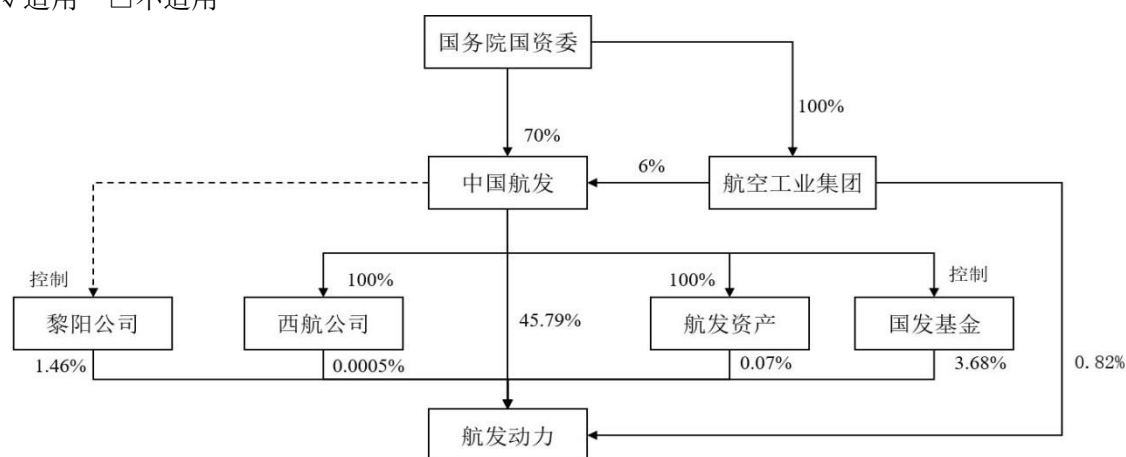 √适用 □不适用
国务院国资委
100%
70%
中国航发
6%
航空工业集团
控制
100%
100%
控制
黎阳公司
西航公司
45.79%
航发资产
国发基金
1.46%
0.0005%
0.07%
3.68%
0.82%
航发动力